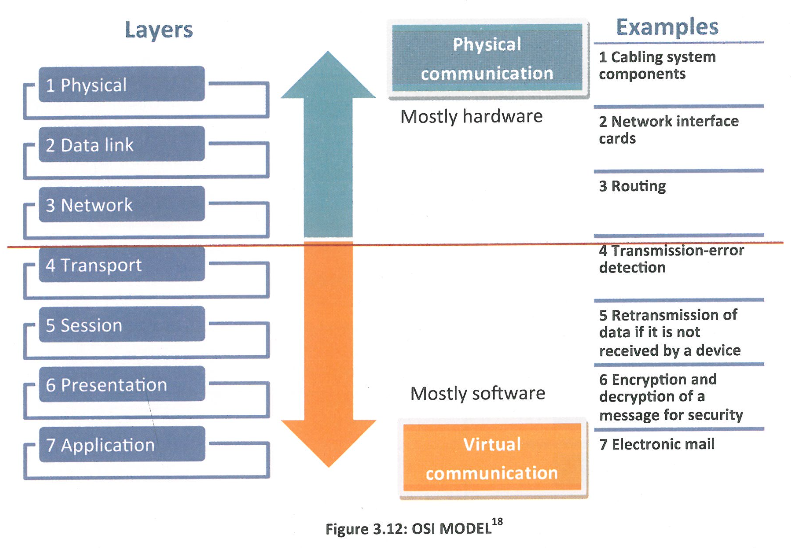 Layers
1 Physical
2 Data link
3 Network
4 Transport
5 Session
6 Presentation
7 Application
Physical
communication
Mostly hardware
Mostly software
Virtual
communication
Examples
1 Cabling system
components
2 Network interface
cards
3 Routing
4 Transmission-error
detection
5 Retransmission of
data if it is not
received by a device
6 Encryption and
decryption of a
message for security
7 Electronic mail
Figure 3.12: OSI MODEL18